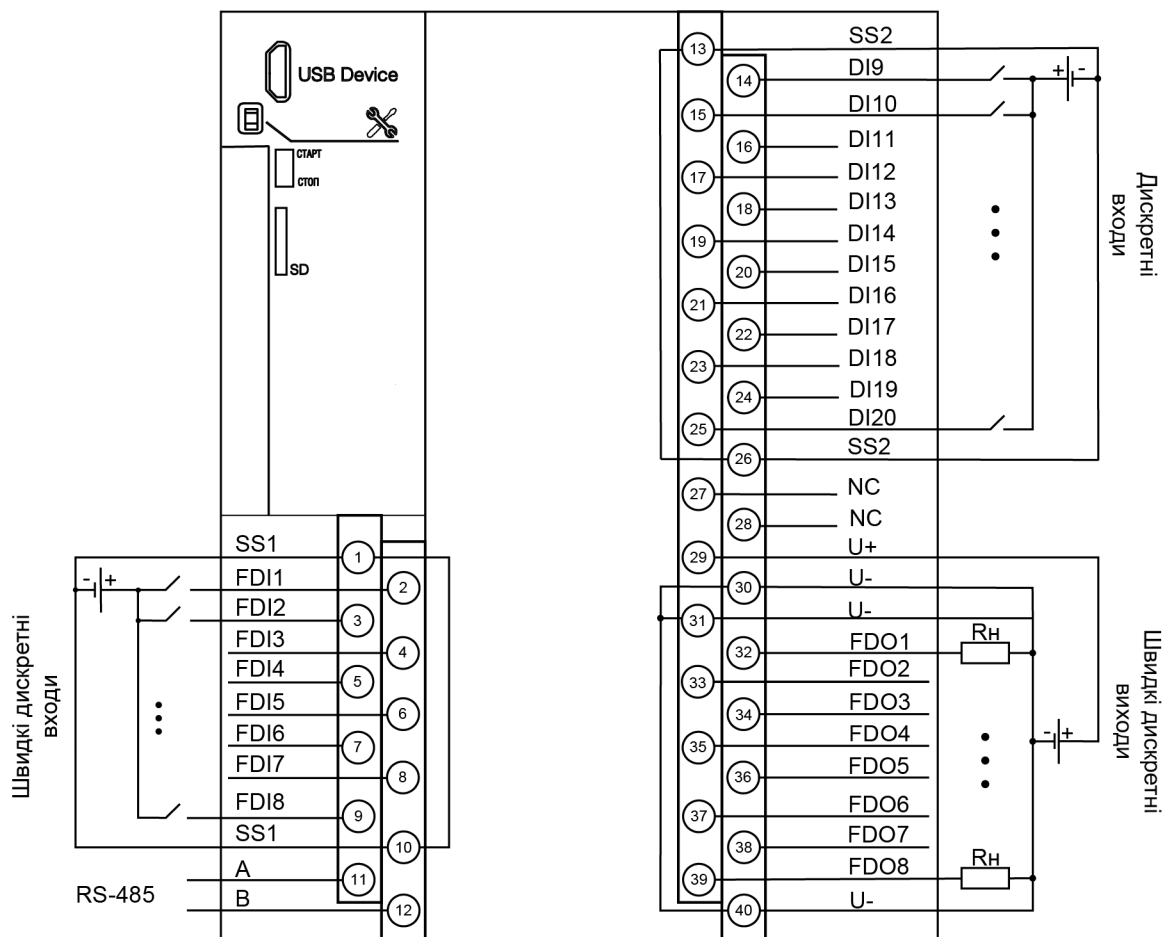 USB Device
СТАРТ
СТОП
SD
Швидкі дискретні
входи
SS1
1
- +
FDI1
2
FDI2
3
FDI3
4
FDI4
5
FDI5
6
FDI6
7
FDI7
8
FDI8
9
SS1
10
RS-485
A
11
B
12
13
SS2
14
DI9
+ -
15
DI10
16
DI11
17
DI12
18
DI13
19
DI14
20
DI15
21
DI16
22
DI17
23
DI18
24
DI19
25
DI20
26
SS2
Дискретні
входи
27
NC
28
NC
29
U+
30
U-
31
U-
32
FDO1
Rн
33
FDO2
34
FDO3
35
FDO4
- +
36
FDO5
37
FDO6
38
FDO7
39
FDO8
Rн
40
U-
Швидкі дискретні
виходи